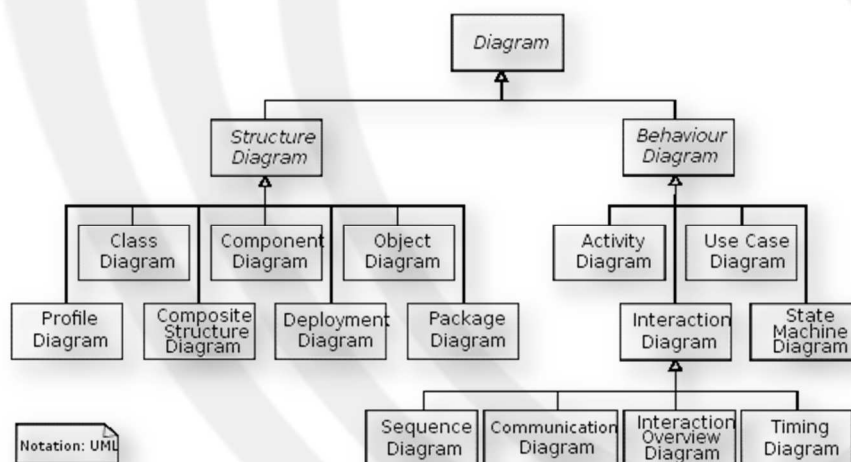 Diagram
Structure
Diagram
Behaviour
Diagram
Class
Diagram
Component
Diagram
Object
Diagram
Activity
Diagram
Use Case
Diagram
Profile
Diagram
Composite
Structure
Diagram
Deployment
Diagram
Package
Diagram
Interaction
Diagram
State
Machine
Diagram
Sequence
Diagram
Communication
Diagram
Interaction
Overview
Diagram
Timing
Diagram
Notation: UML